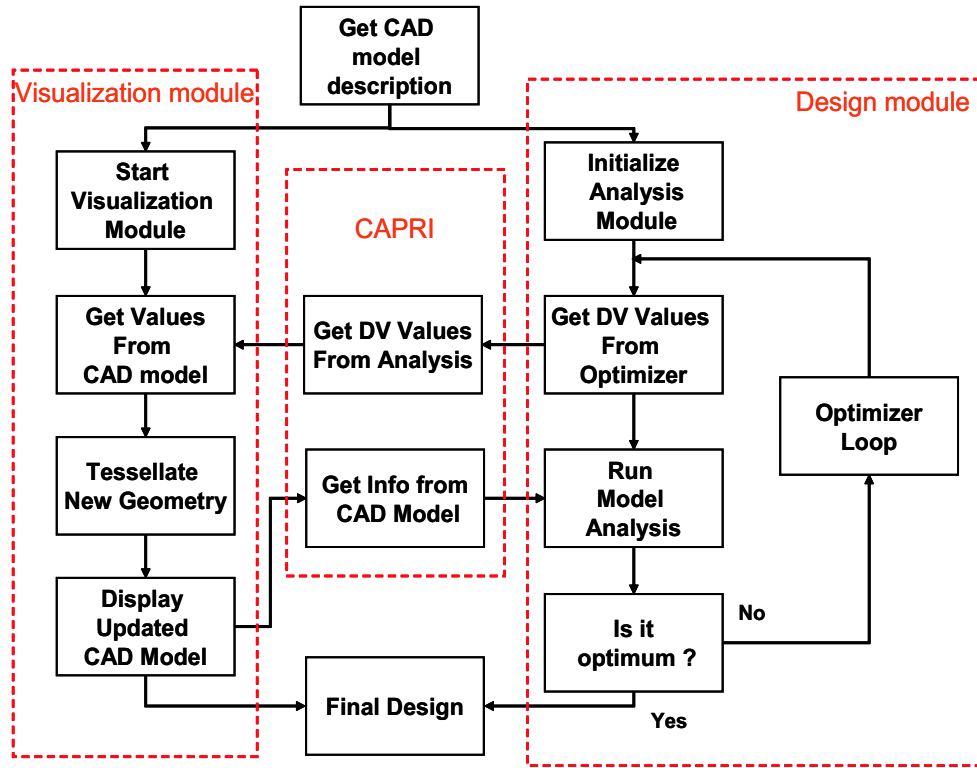 Get CAD
model
description
Visualization module
Design module
Start
Visualization
Module
Initialize
Analysis
Module
CAPRI
Get Values
From
CAD model
Get DV Values
From Analysis
Get DV Values
From
Optimizer
Optimizer
Loop
Tessellate
New Geometry
Get Info from
CAD Model
Run
Model
Analysis
Display
Updated
CAD Model
Is it
optimum ?
No
Final Design
Yes